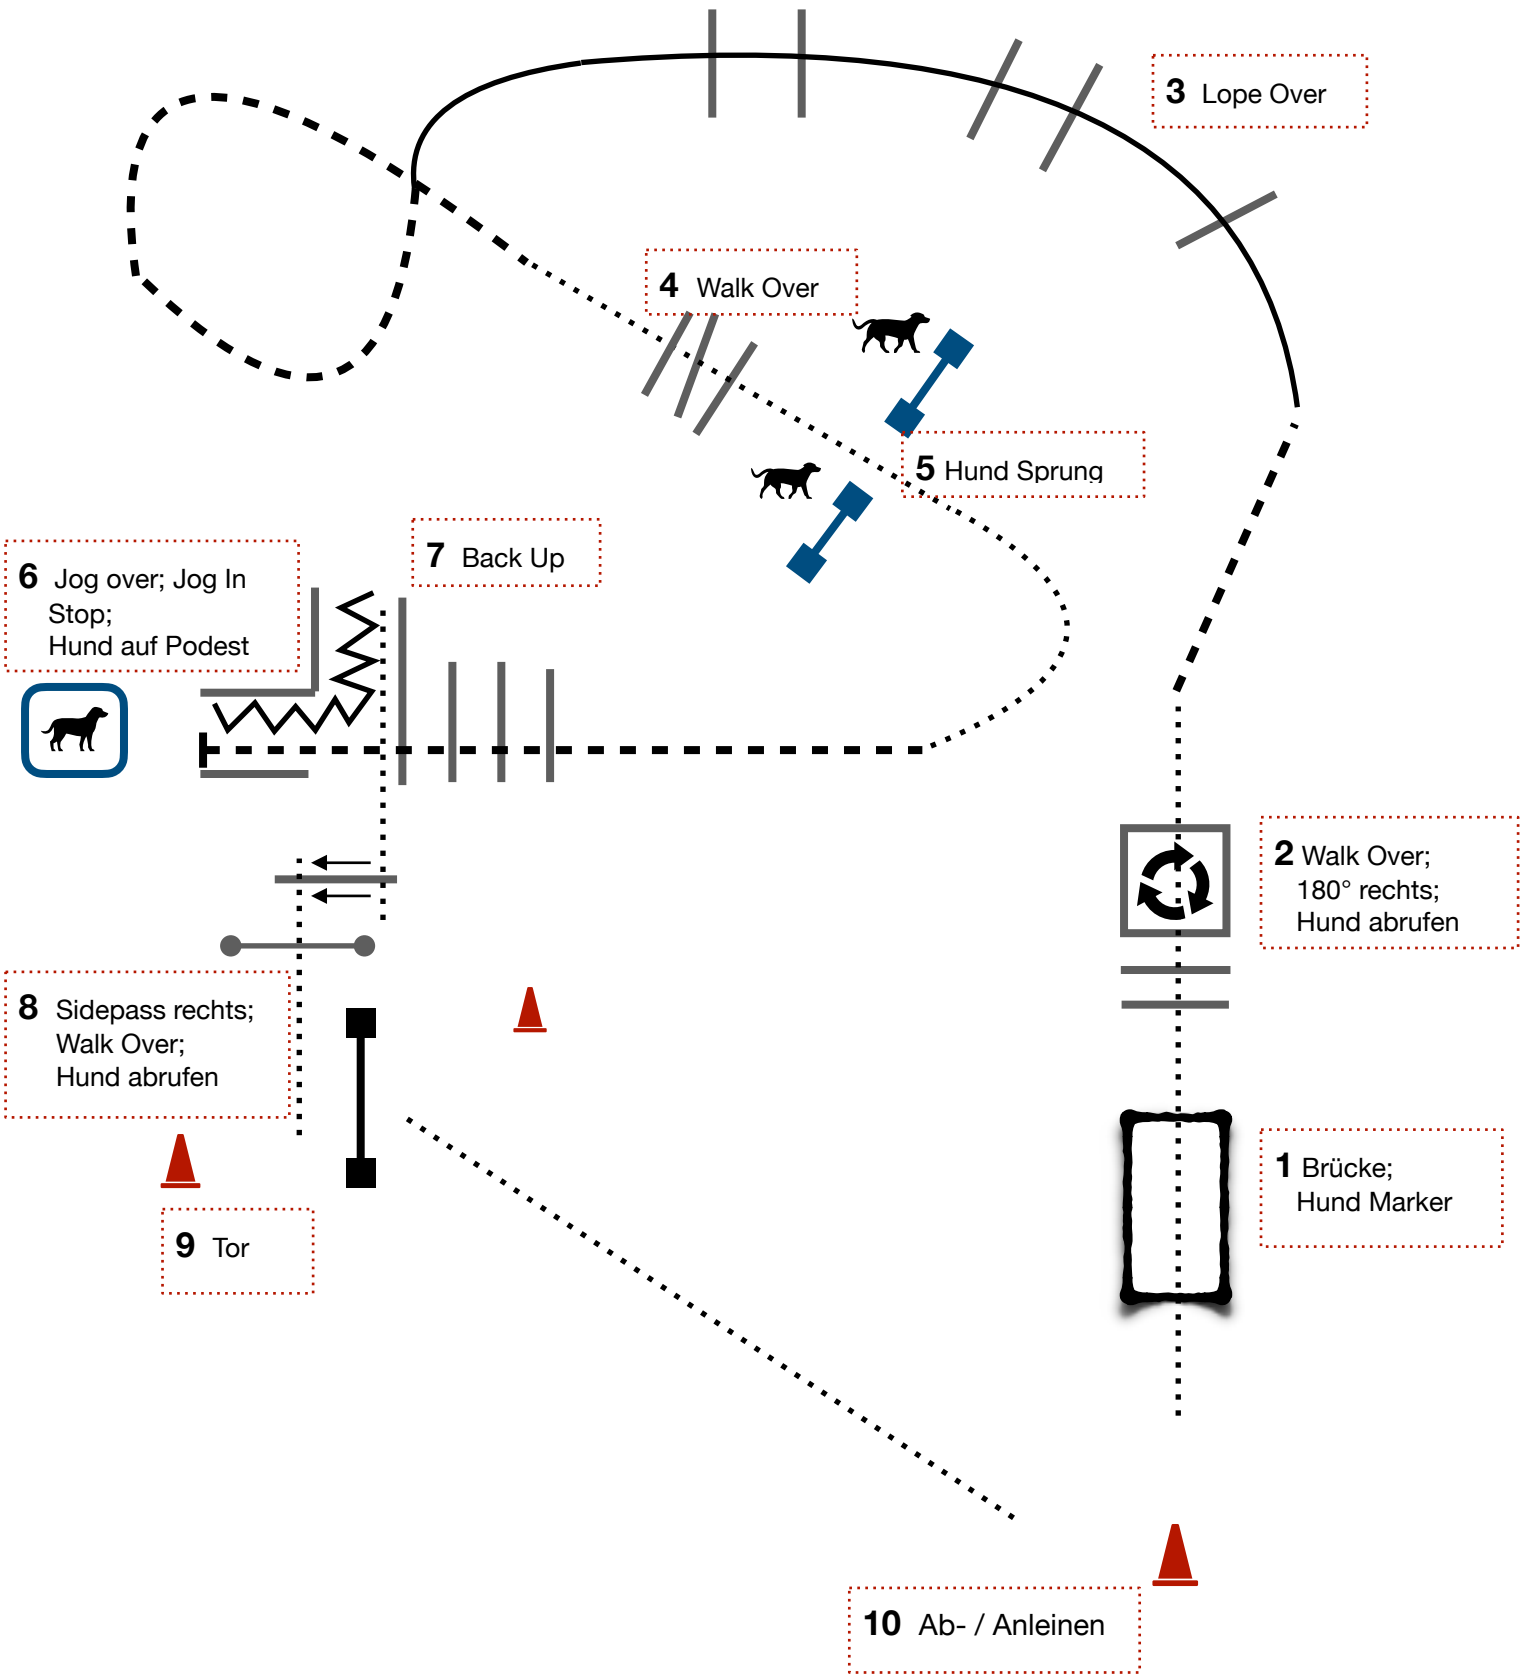 3 Lope Over
4 Walk Over
5 Hund Sprung
7 Back Up
6 Jog over; Jog In
Stop;
Hund auf Podest
2 Walk Over;
180° rechts;
Hund abrufen
8 Sidepass rechts;
Walk Over;
Hund abrufen
1 Brücke;
Hund Marker
9 Tor
10 Ab- / Anleinen